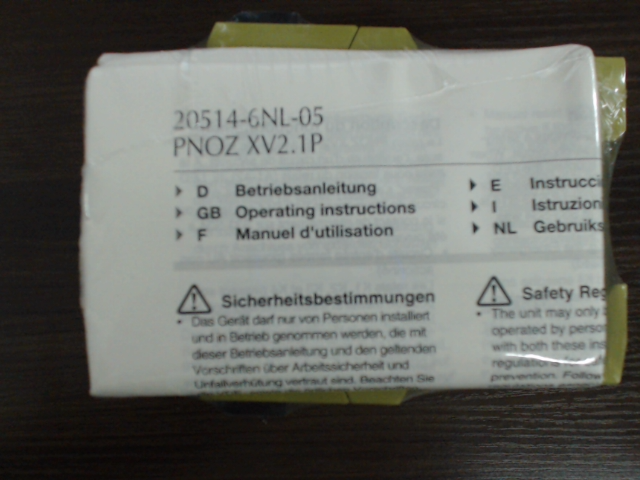 20514-6NL-05
PNOZ XV2.1P
D Betriebsanleitung
GB Operating instructions
F Manuel d'utilisation
E Instrucci
I Istruzion
NL Gebruiks
Sicherheitsbestimmungen
• Das Gerät darf nur von Personen installiert
und in Betrieb genommen werden, die mit
dieser Betriebsanleitung und den geltenden
Vorschriften über Arbeitssicherheit und
Unfallverhütung vertraut sind. Beachten Sie
Safety Reg
• The unit may only
operated by perso
with both these ins
regulations for
prevention. Follow